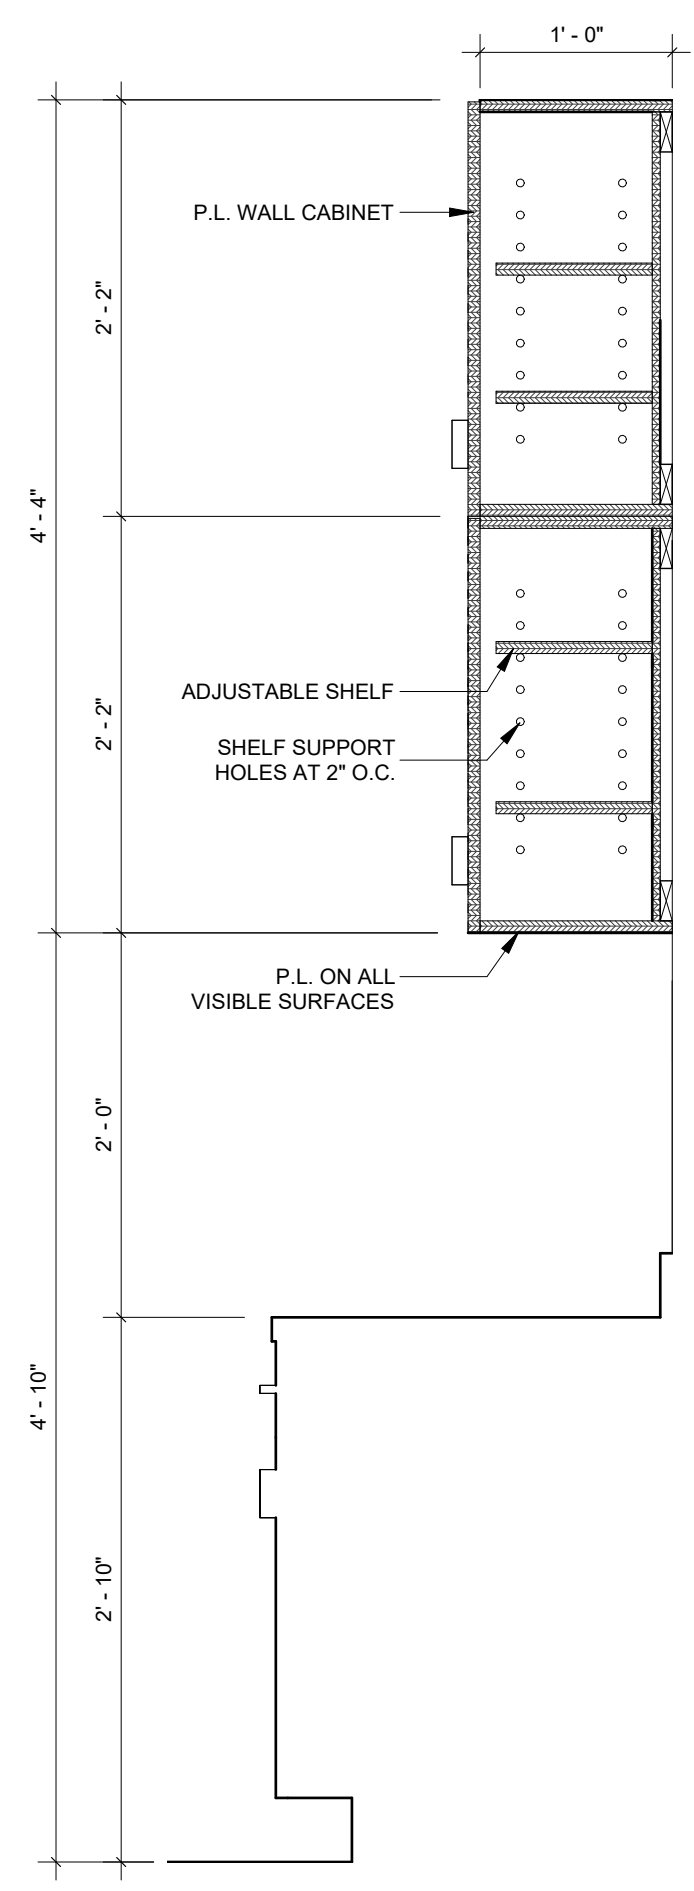 1' - 0"
P.L. WALL CABINET
2' - 2"
4' - 4"
ADJUSTABLE SHELF
2' - 2"
SHELF SUPPORT
HOLES AT 2" O.C.
P.L. ON ALL
VISIBLE SURFACES
2' - 0"
4' - 10"
2' - 10"